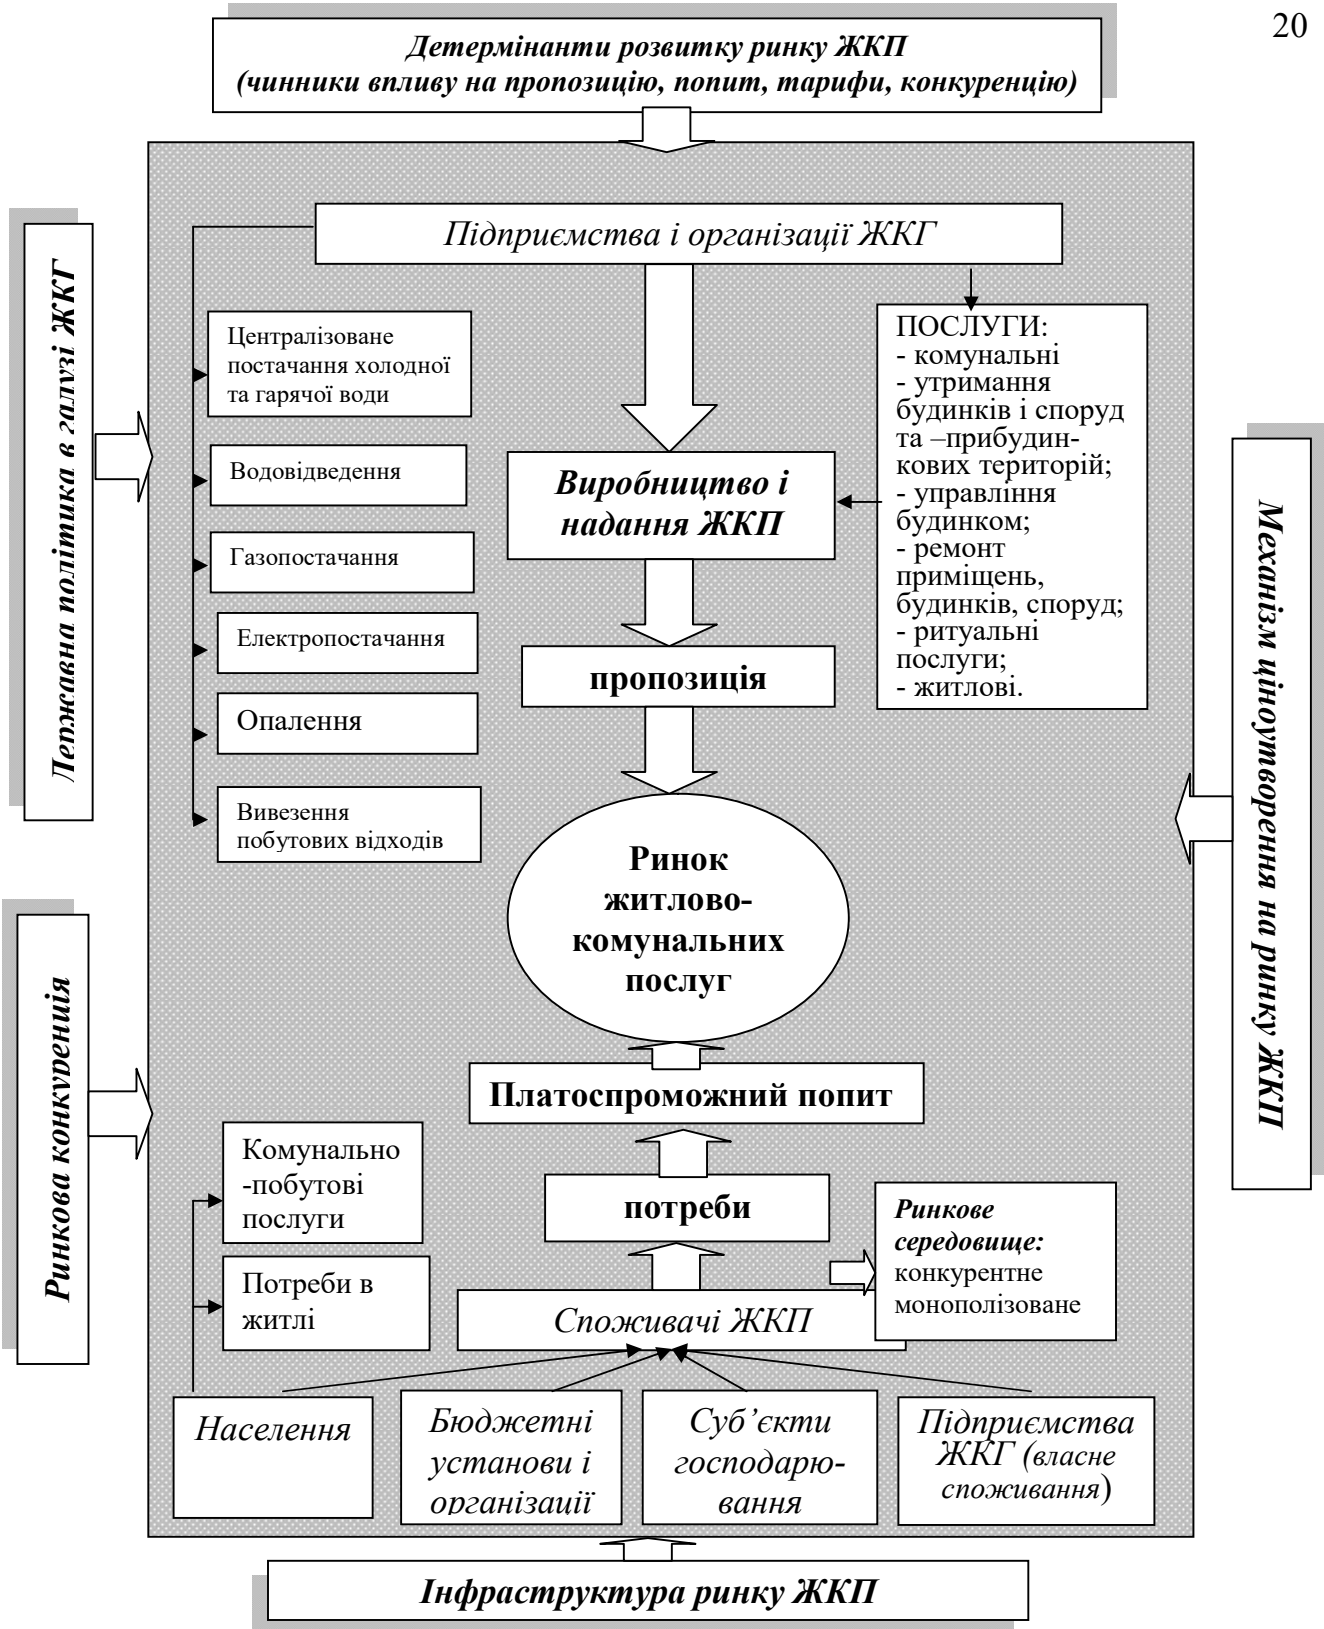 20
Детермінанти розвитку ринку ЖКП
(чинники впливу на пропозицію, попит, тарифи, конкуренцію)
Державна політика в галузі ЖКГ
Підприємства і організації ЖКГ
Централізоване
постачання холодної
та гарячої води
Водовідведення
Газопостачання
Електропостачання
Опалення
Вивезення
побутових відходів
Виробництво і
надання ЖКП
пропозиція
ПОСЛУГИ:
- комунальні
- утримання
будинків і споруд
та –прибудин-
кових територій;
- управління
будинком;
- ремонт
приміщень,
будинків, споруд;
- ритуальні
послуги;
- житлові.
Механізм ціноутворення на ринку ЖКП
Ринок
житлово-
комунальних
послуг
Ринкова конкуренція
Платоспроможний попит
Комунально
-побутові
послуги
Потреби в
житлі
потреби
Ринкове
середовище:
конкурентне
монополізоване
Споживачі ЖКП
Населення
Бюджетні
установи і
організації
Суб’єкти
господарю-
вання
Підприємства
ЖКГ (власне
споживання)
Інфраструктура ринку ЖКП